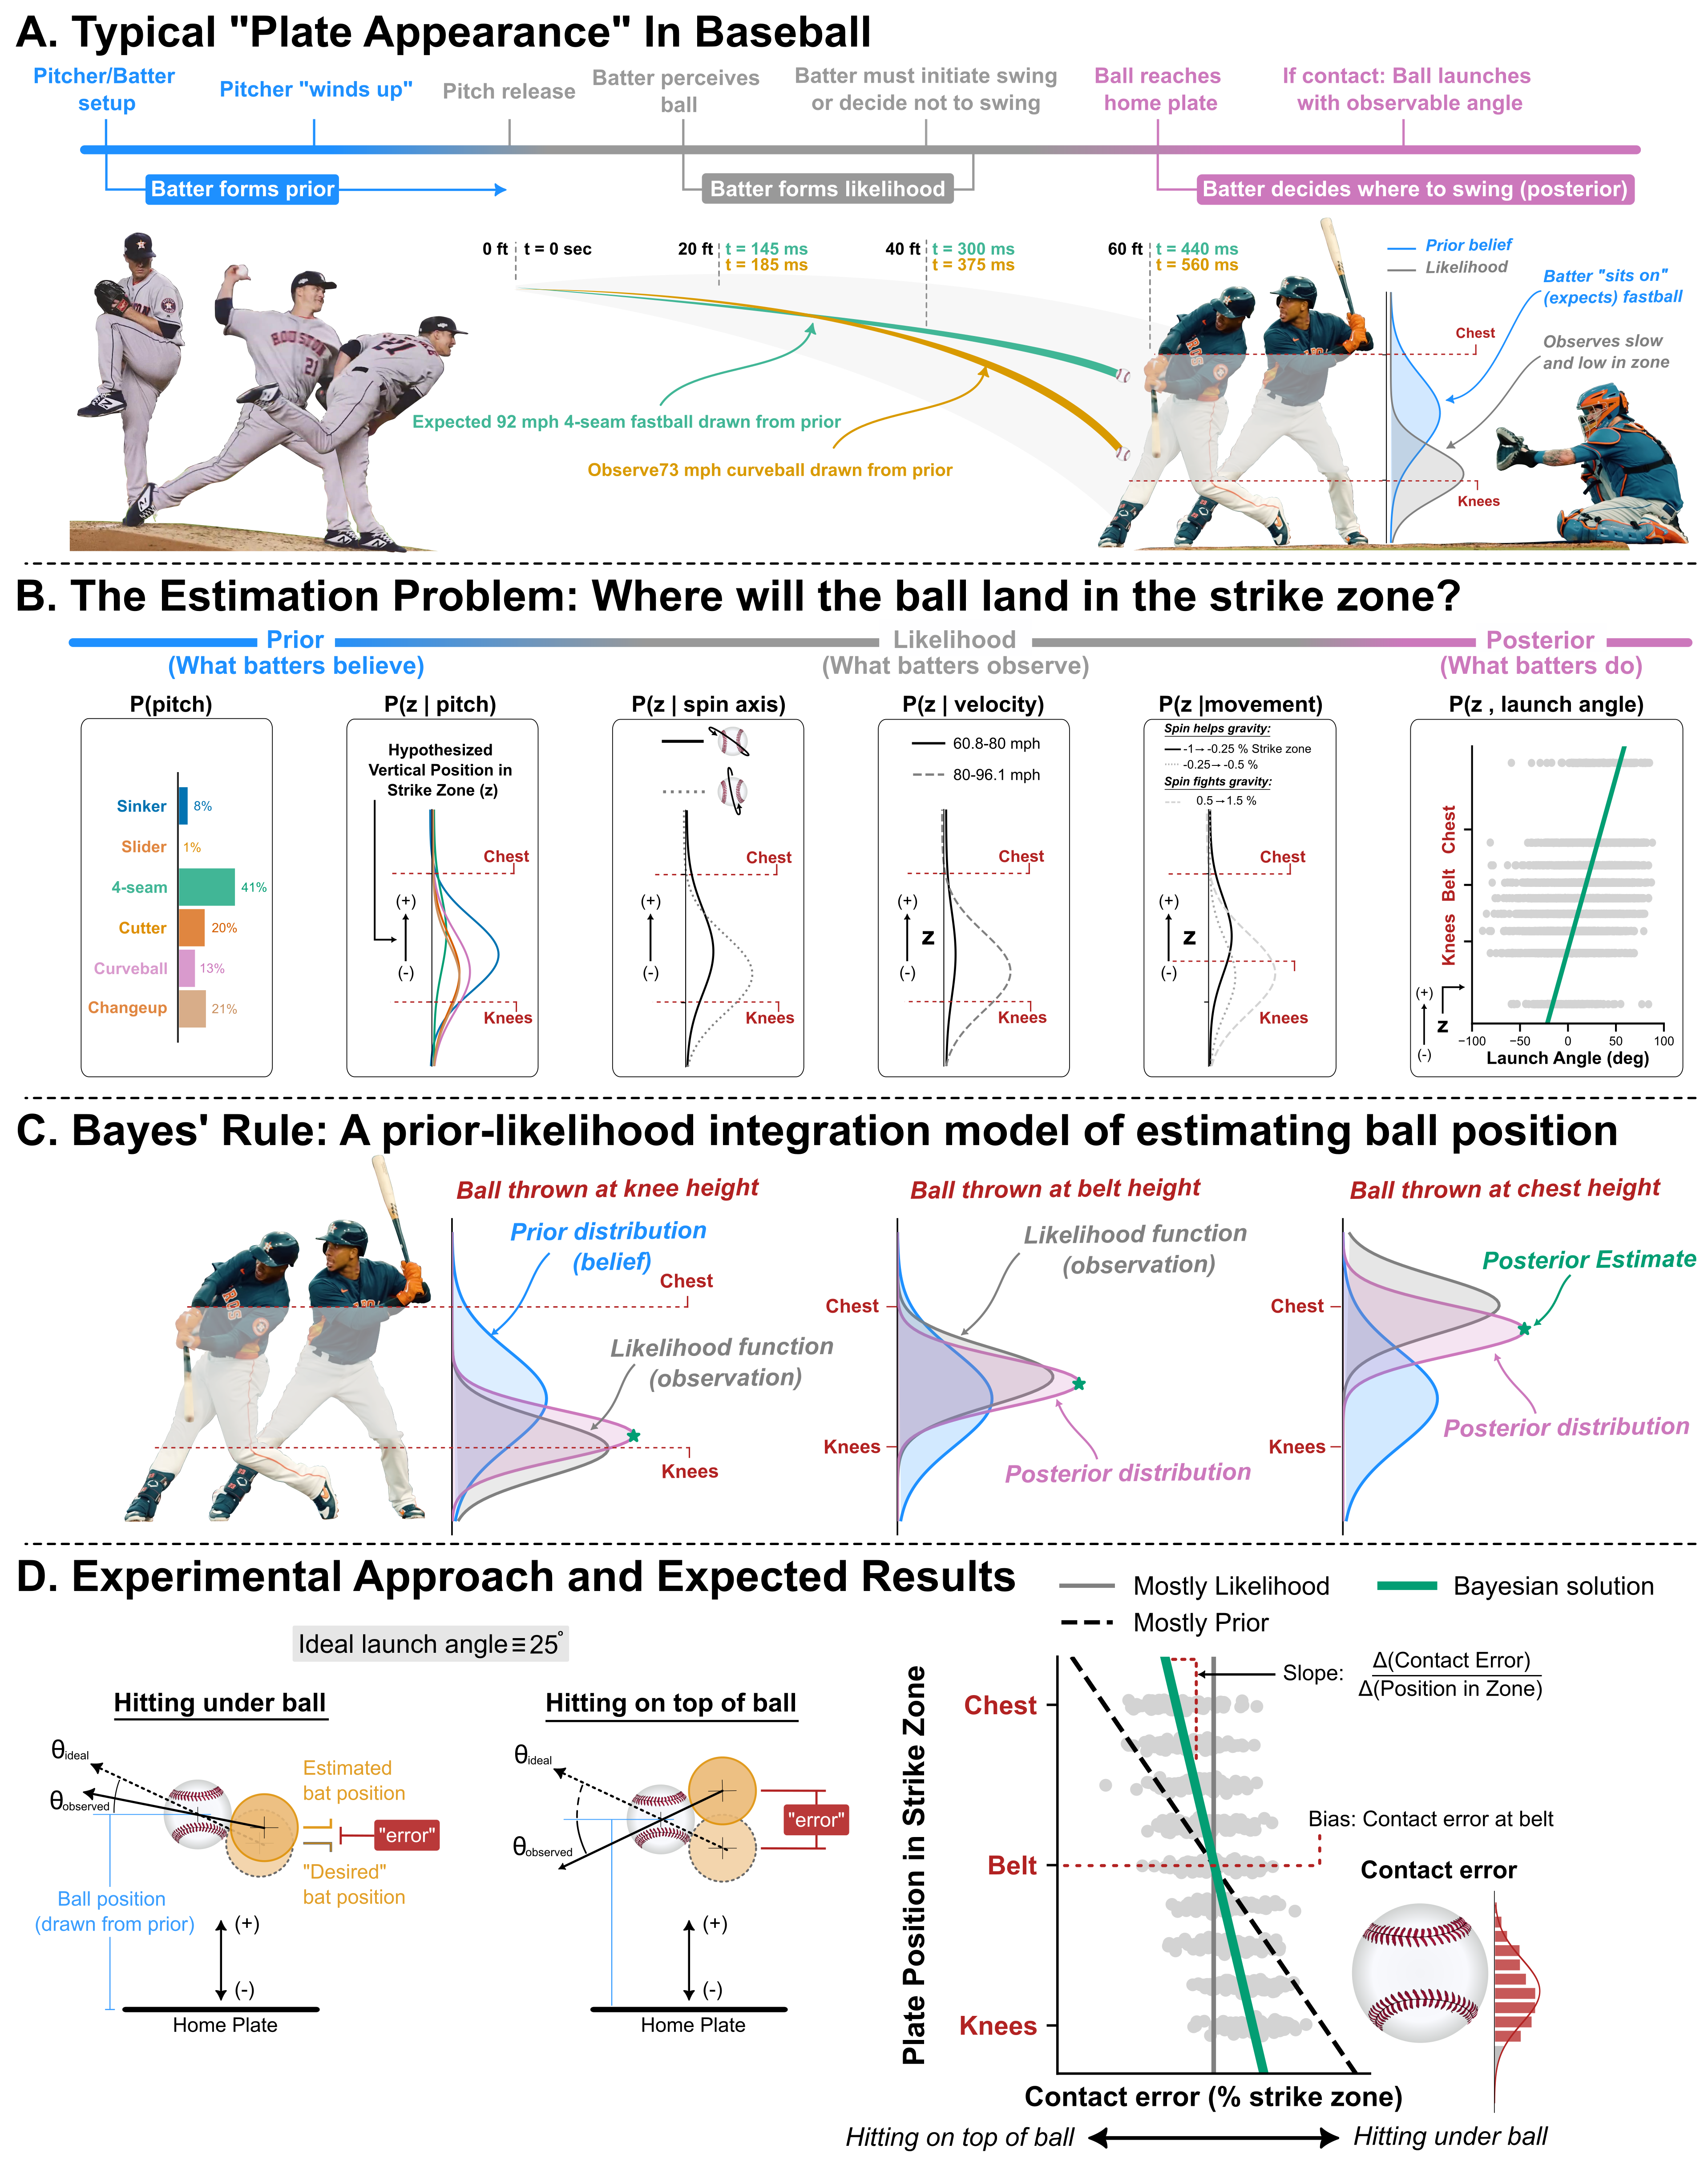 A. Typical "Plate Appearance" In Baseball
Pitcher/Batter
setup
Pitcher "winds up"
Pitch release
Batter perceives
ball
Batter must initiate swing
or decide not to swing
Ball reaches
home plate
If contact: Ball launches
with observable angle
Batter forms prior
Batter forms likelihood
Batter decides where to swing (posterior)
0 ft t = 0 sec
20 ft t = 145 ms
t = 185 ms
40 ft t = 300 ms
t = 375 ms
60 ft t = 440 ms
t = 560 ms
Prior belief
Likelihood
Batter "sits on"
(expects) fastball
Chest
Observes slow
and low in zone
Knees
HOUSTON
21
Expected 92 mph 4-seam fastball drawn from prior
Observe73 mph curveball drawn from prior
B. The Estimation Problem: Where will the ball land in the strike zone?
Prior
(What batters believe)
Likelihood
(What batters observe)
Posterior
(What batters do)
P(pitch)
Sinker 8%
Slider 1%
4-seam 41%
Cutter 20%
Curveball 13%
Changeup 21%
P(z | pitch)
Hypothesized
Vertical Position in
Strike Zone (z)
Chest
(+)
(-)
Knees
P(z | spin axis)
Chest
(+)
(-)
Knees
P(z | velocity)
60.8-80 mph
80-96.1 mph
Chest
(+)
z
(-)
Knees
P(z |movement)
Spin helps gravity:
-1→ -0.25 % Strike zone
-0.25→ -0.5 %
Spin fights gravity:
0.5→1.5 %
Chest
(+)
z
(-)
Knees
P(z , launch angle)
Chest
Belt
Knees
(+)
z
(-)
−100 −50 0 50 100
Launch Angle (deg)
C. Bayes' Rule: A prior-likelihood integration model of estimating ball position
Ball thrown at knee height
Prior distribution
(belief)
Chest
Likelihood function
(observation)
Knees
Ball thrown at belt height
Likelihood function
(observation)
Chest
Knees
Posterior distribution
Ball thrown at chest height
Posterior Estimate
Chest
Knees
Posterior distribution
D. Experimental Approach and Expected Results
Ideal launch angle≡25°
Hitting under ball
θideal
θobserved
Estimated
bat position
"error"
"Desired"
bat position
Ball position
(drawn from prior)
(+)
(-)
Home Plate
Hitting on top of ball
θideal
θobserved
"error"
(+)
(-)
Home Plate
Mostly Likelihood
Bayesian solution
Mostly Prior
Slope: Δ(Contact Error)
Δ(Position in Zone)
Plate Position in Strike Zone
Chest
Belt
Knees
Bias: Contact error at belt
Contact error
Contact error (% strike zone)
Hitting on top of ball
Hitting under ball